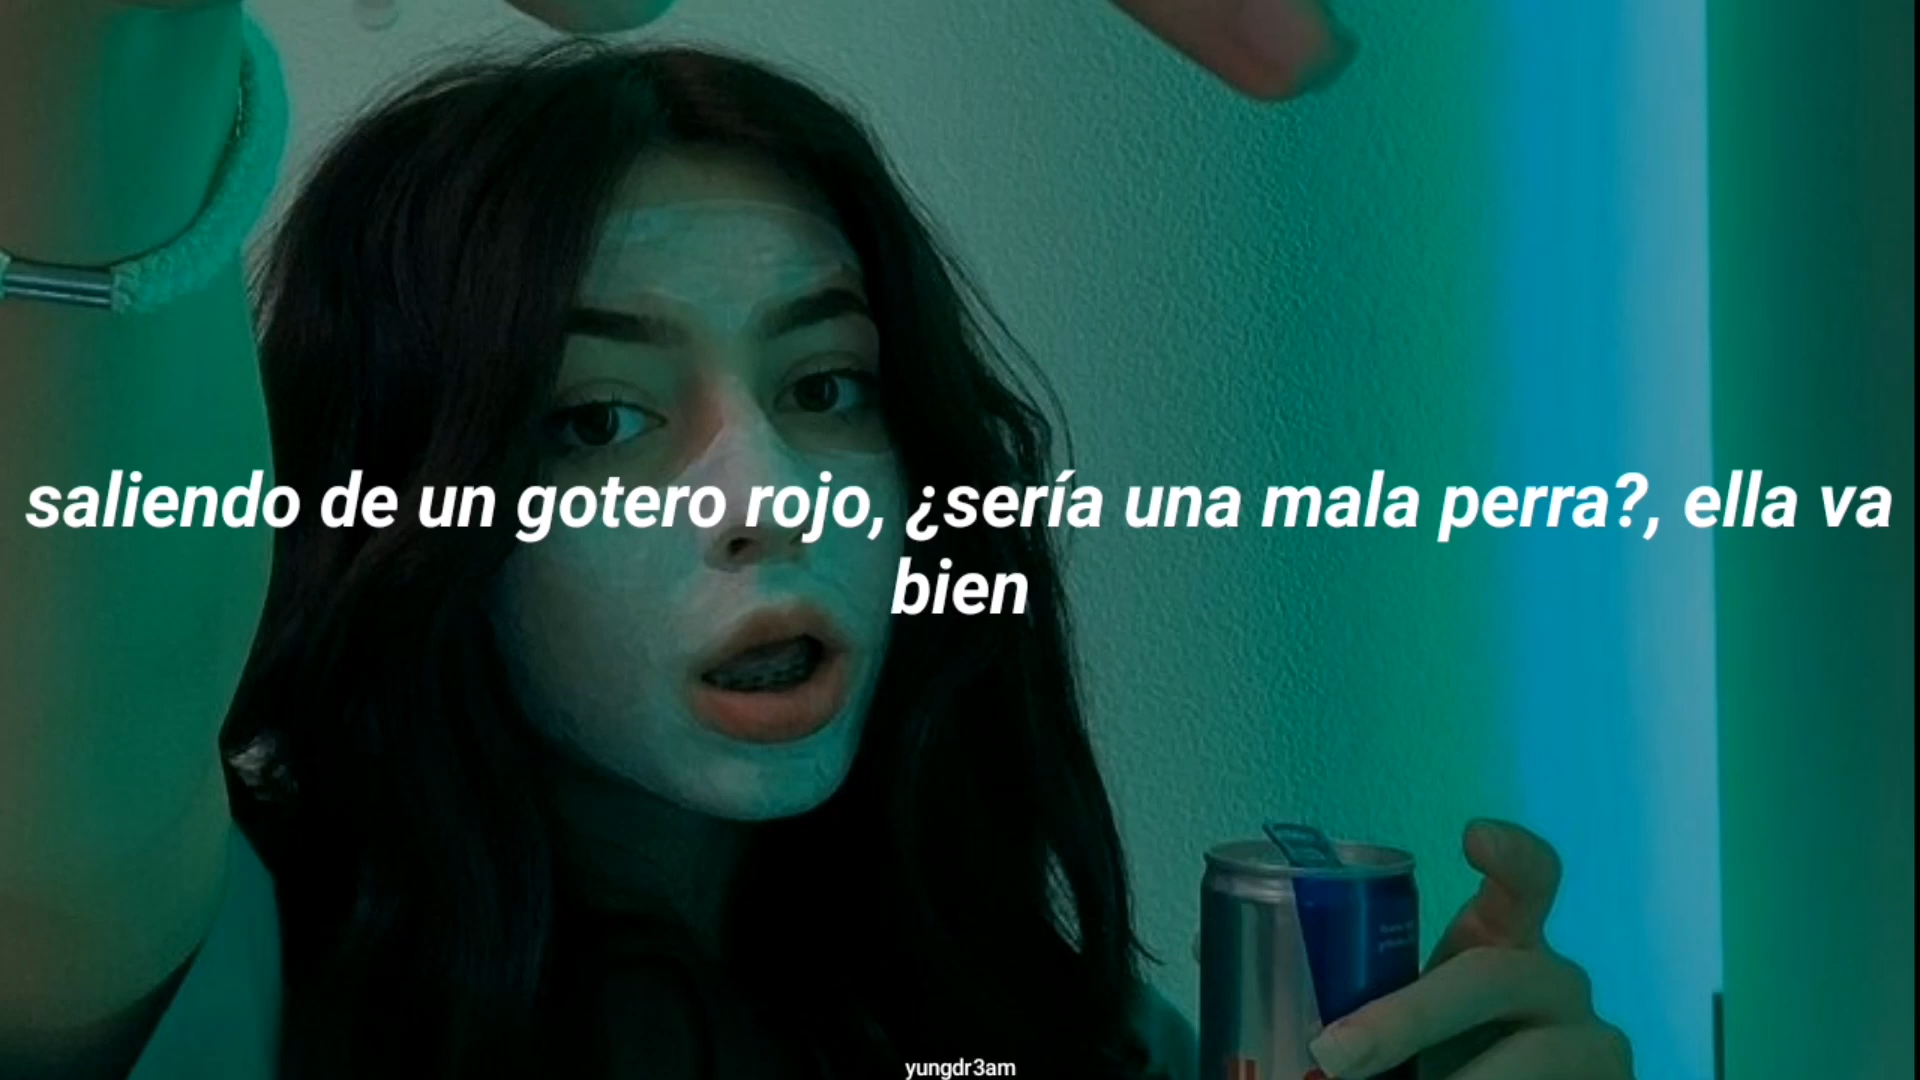 saliendo de un gotero rojo, ¿sería una mala perra?, ella va
bien
yungdr3am